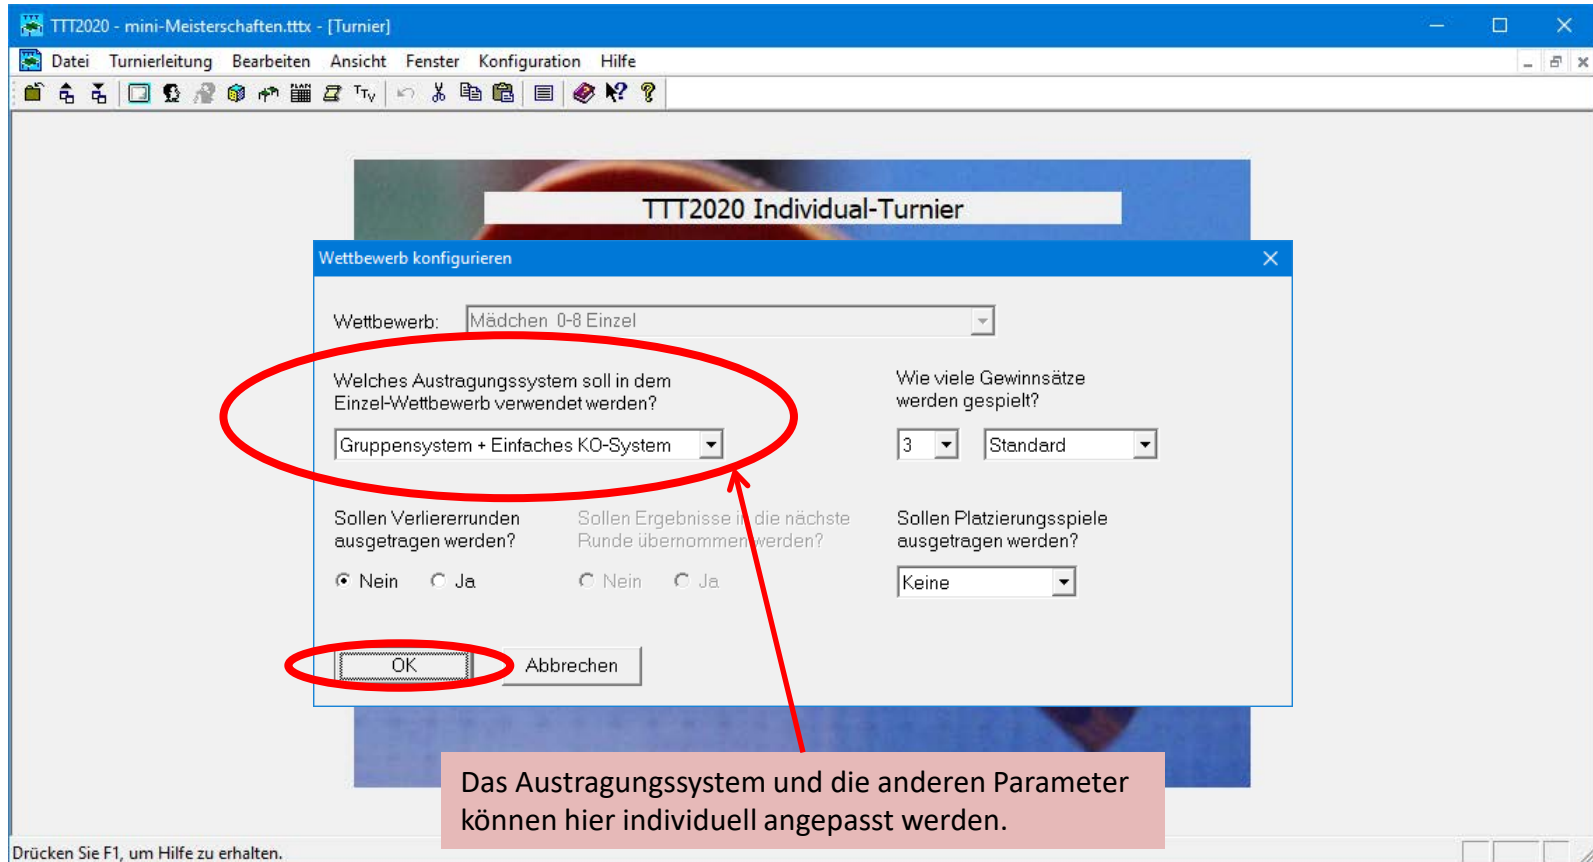 TTT2020 - mini-Meisterschaften.tttx - [Turnier]
Datei Turnierleitung Bearbeiten Ansicht Fenster Konfiguration Hilfe
PLAN TTV
TTT2020 Individual-Turnier
Wettbewerb konfigurieren
Wettbewerb: Mädchen 0-8 Einzel
Welches Austragungssystem soll in dem
Einzel-Wettbewerb verwendet werden?
Gruppensystem + Einfaches KO-System
Wie viele Gewinnsätze
werden gespielt?
3 Standard
Sollen Verliererrunden
ausgetragen werden?
Nein Ja
Sollen Ergebnisse in die nächste
Runde übernommen werden?
Nein Ja
Sollen Platzierungsspiele
ausgetragen werden?
Keine
OK Abbrechen
Das Austragungssystem und die anderen Parameter
können hier individuell angepasst werden.
Drücken Sie F1, um Hilfe zu erhalten.